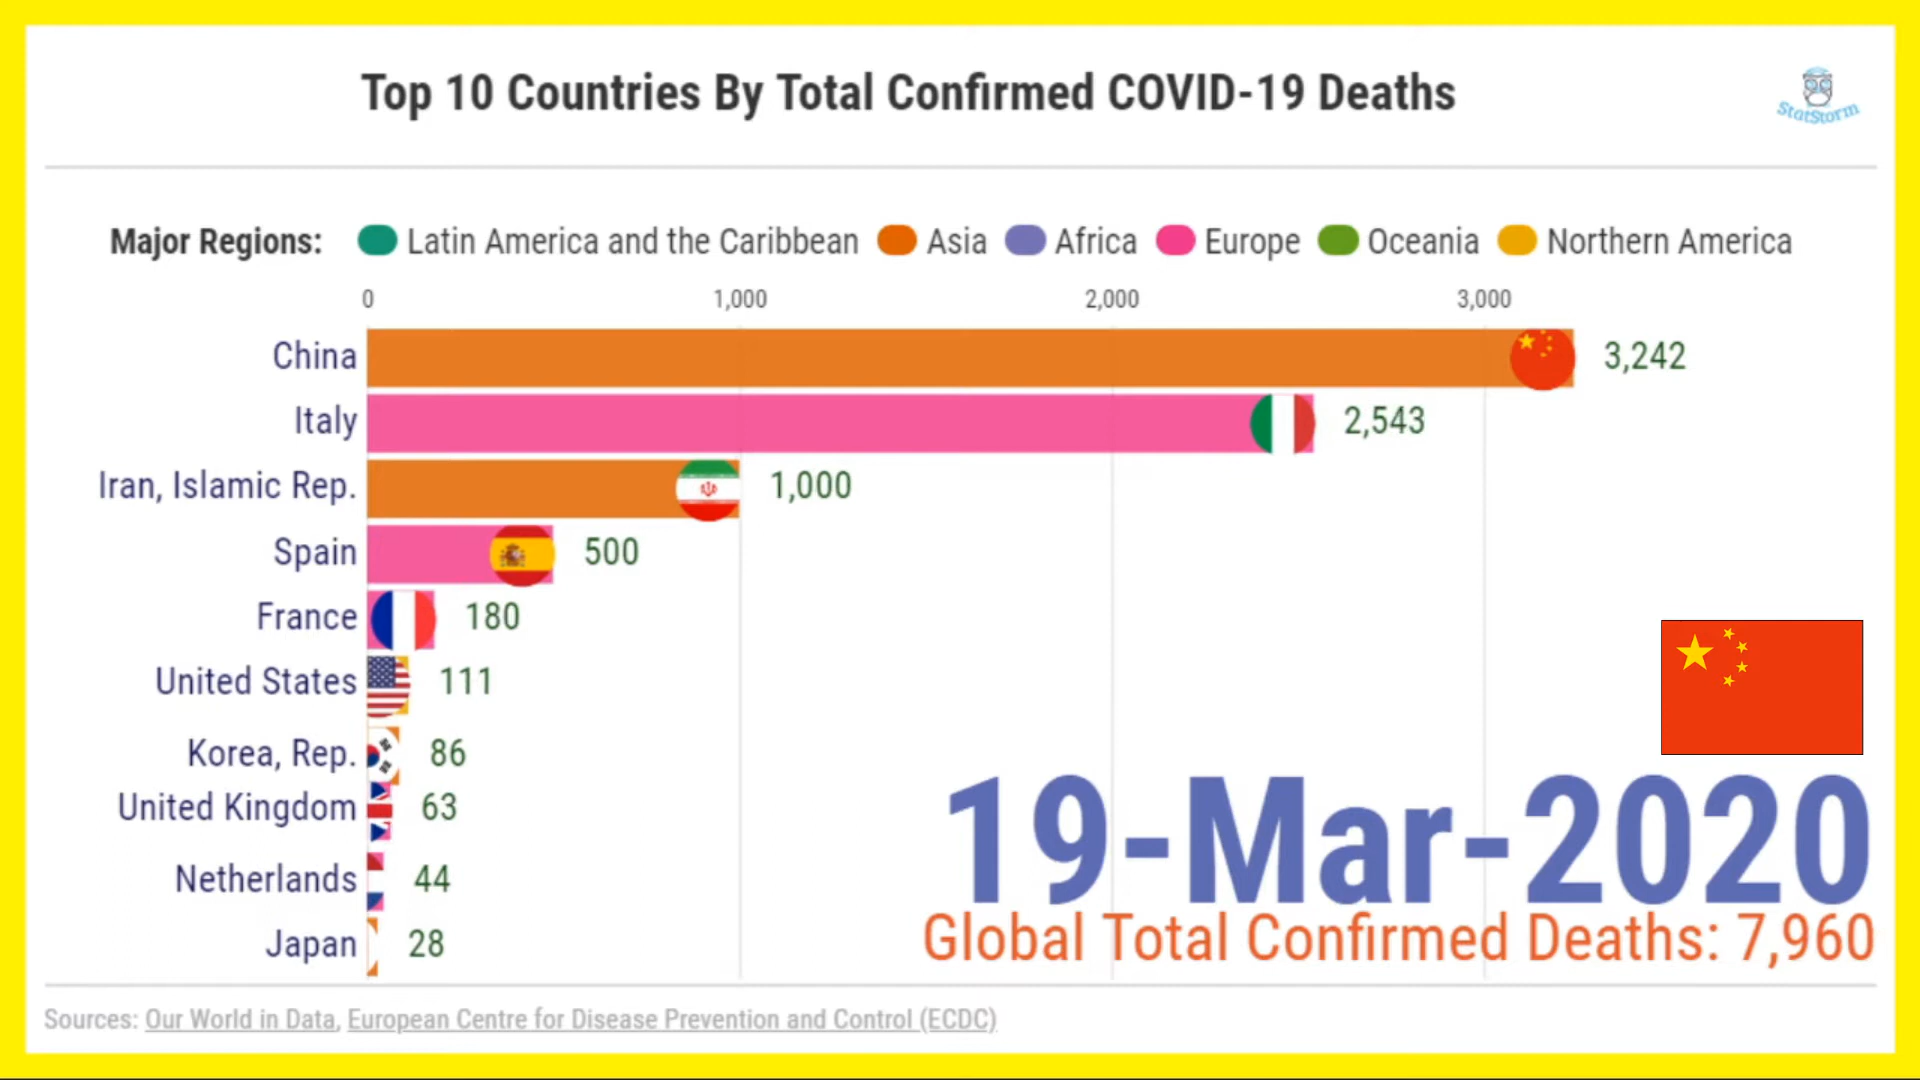 Top 10 Countries By Total Confirmed COVID-19 Deaths
StatStorm
Major Regions: Latin America and the Caribbean Asia Africa Europe Oceania Northern America
0 1,000 2,000 3,000
China 3,242
Italy 2,543
Iran, Islamic Rep. 1,000
Spain 500
France 180
United States 111
Korea, Rep. 86
United Kingdom 63
Netherlands 44
Japan 28
19-Mar-2020
Global Total Confirmed Deaths: 7,960
Sources: Our World in Data, European Centre for Disease Prevention and Control (ECDC)